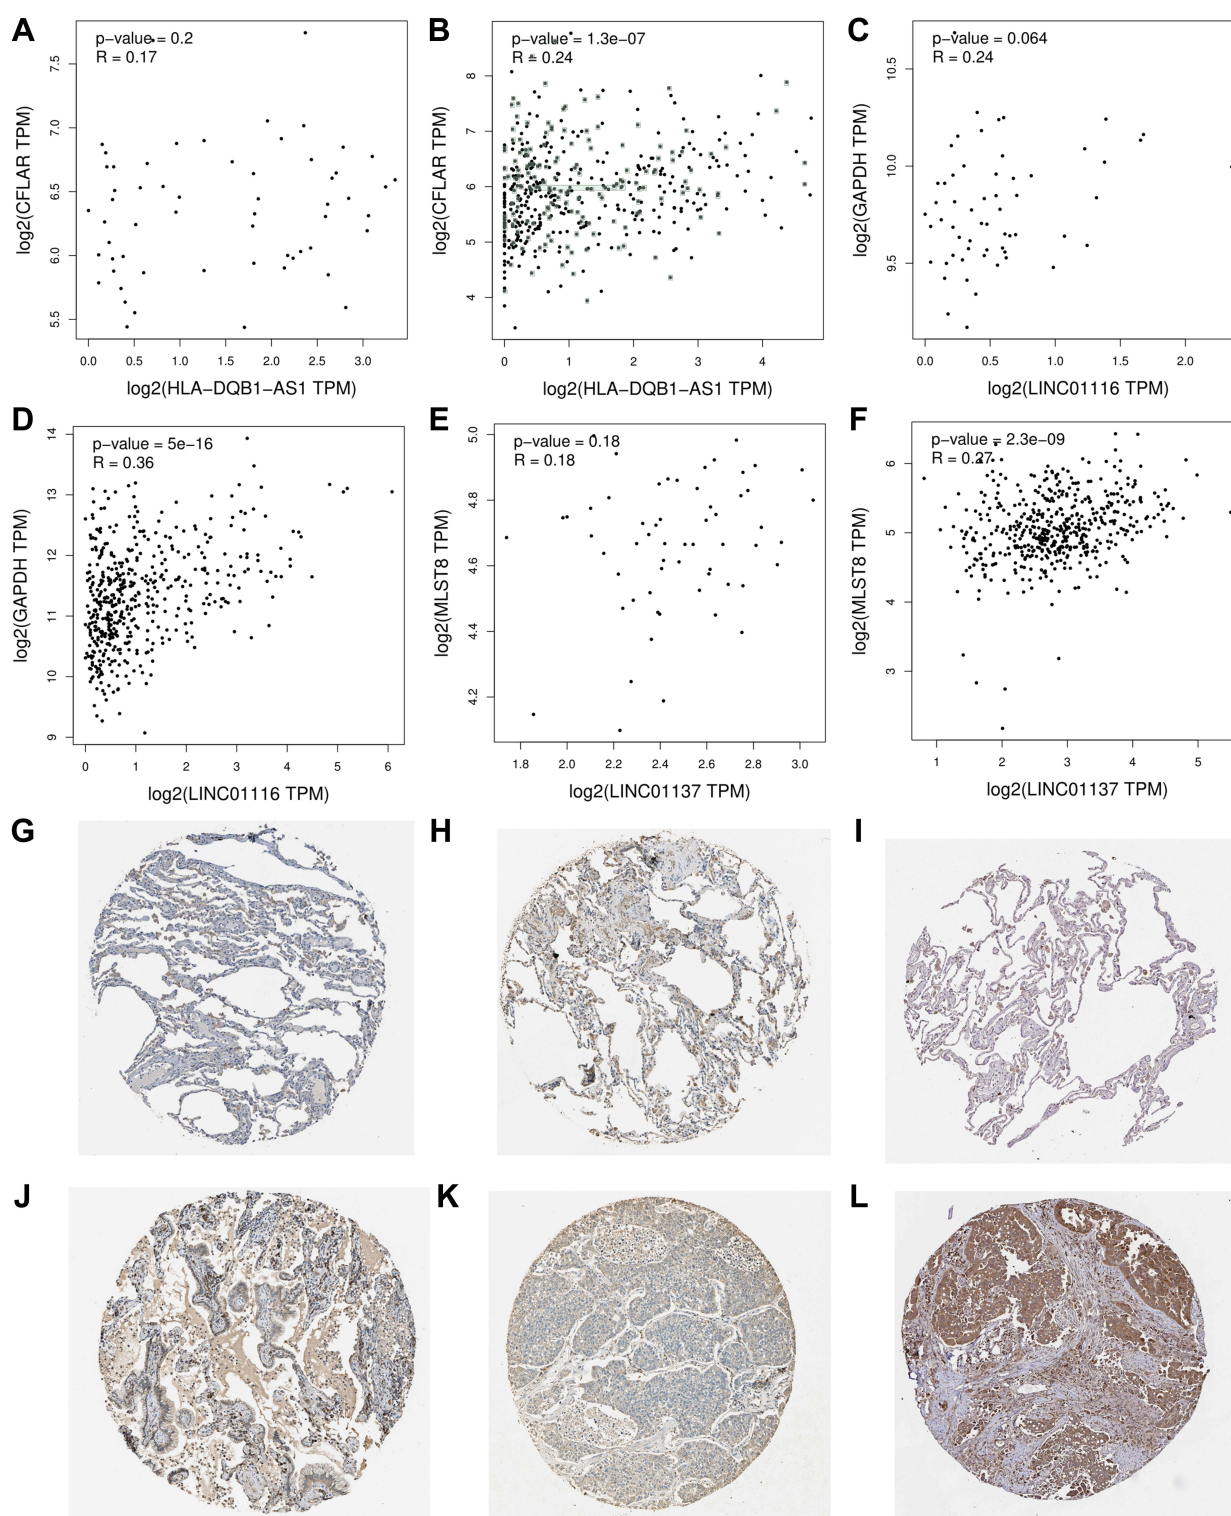 A
p-value = 0.2
R = 0.17
log2(CFLAR TPM)
7.5
7.0
6.5
6.0
5.5
0.0 0.5 1.0 1.5 2.0 2.5 3.0
log2(HLA−DQB1−AS1 TPM)
B
p-value = 1.3e−07
R = 0.24
log2(CFLAR TPM)
8
7
6
5
4
0 1 2 3 4
log2(HLA−DQB1−AS1 TPM)
C
p-value = 0.064
R = 0.24
log2(GAPDH TPM)
10.5
10.0
9.5
0.0 0.5 1.0 1.5 2.0
log2(LINC01116 TPM)
D
p-value = 5e−16
R = 0.36
log2(GAPDH TPM)
14
13
12
11
10
9
0 1 2 3 4 5 6
log2(LINC01116 TPM)
E
p-value = 0.18
R = 0.18
log2(MLST8 TPM)
5.0
4.8
4.6
4.4
4.2
1.8 2.0 2.2 2.4 2.6 2.8 3.0
log2(LINC01137 TPM)
F
p-value = 2.3e−09
R = 0.27
log2(MLST8 TPM)
6
5
4
3
1 2 3 4 5
log2(LINC01137 TPM)
G
H
I
J
K
L